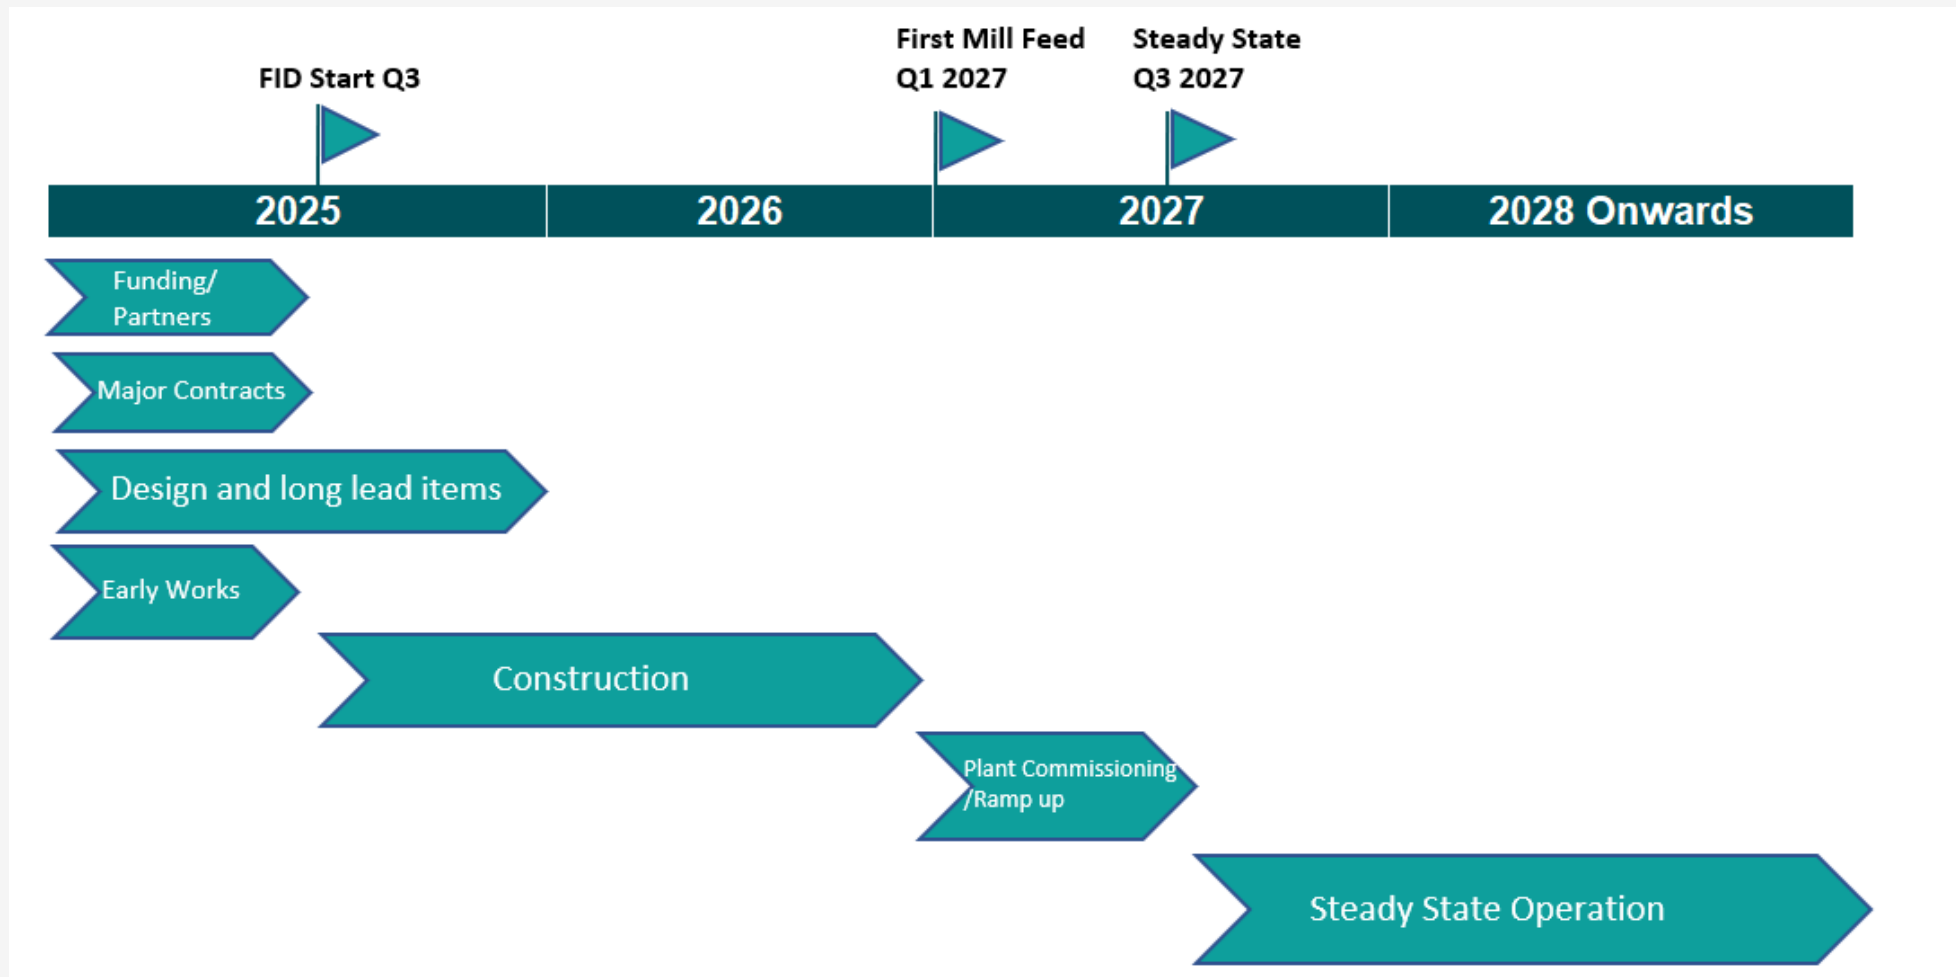 First Mill Feed
Q1 2027
Steady State
Q3 2027
FID Start Q3
2025
2026
2027
2028 Onwards
Funding/
Partners
Major Contracts
Design and long lead items
Early Works
Construction
Plant Commissioning
/Ramp up
Steady State Operation